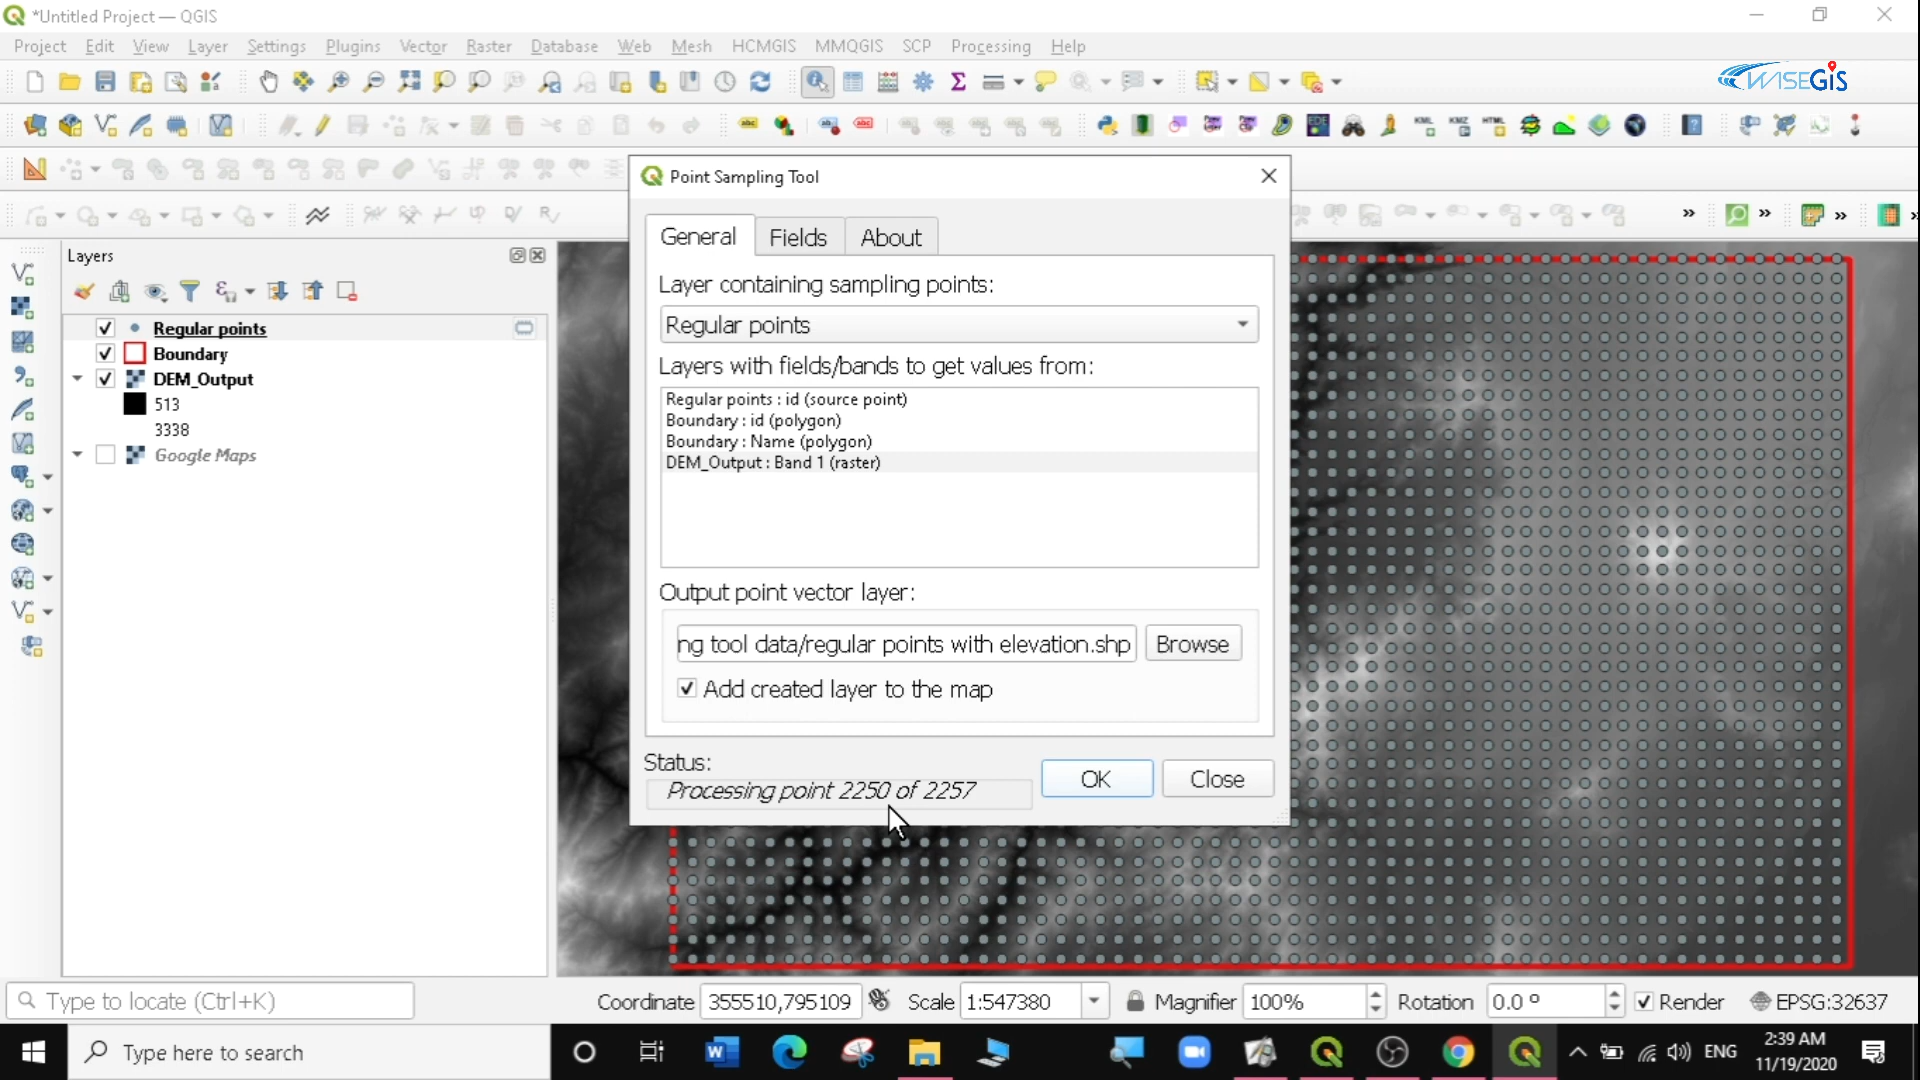 *Untitled Project — QGIS
Project Edit View Layer Settings Plugins Vector Raster Database Web Mesh HCMGIS MMQGIS SCP Processing Help
WISEGIS
Point Sampling Tool
General Fields About
Layer containing sampling points:
Regular points
Layers with fields/bands to get values from:
Regular points : id (source point)
Boundary : id (polygon)
Boundary : Name (polygon)
DEM_Output : Band 1 (raster)
Output point vector layer:
ng tool data/regular points with elevation.shp
Browse
Add created layer to the map
Status:
Processing point 2250 of 2257
OK
Close
Layers
Regular points
Boundary
DEM_Output
513
3338
Google Maps
Type to locate (Ctrl+K)
Coordinate 355510,795109
Scale 1:547380
Magnifier 100%
Rotation 0.0 °
Render
EPSG:32637
Type here to search
ENG
2:39 AM
11/19/2020